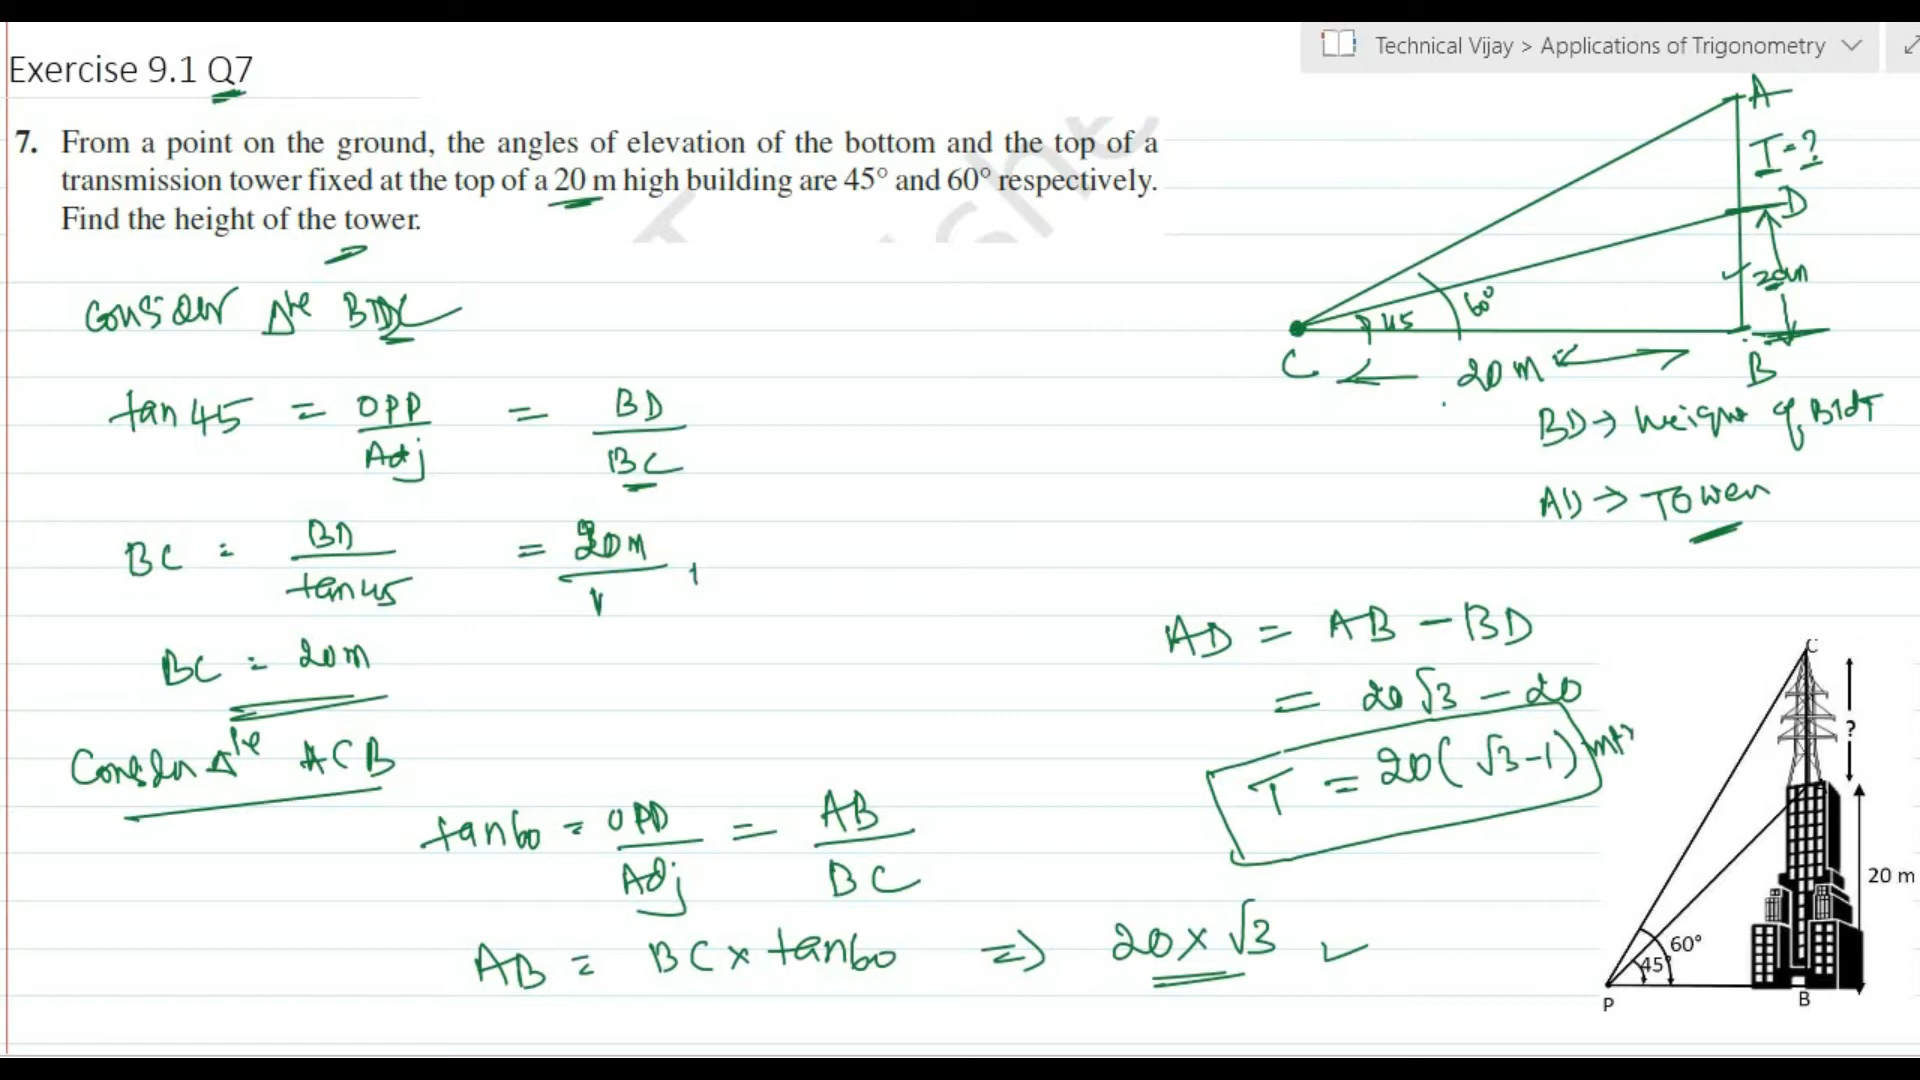 Technical Vijay > Applications of Trigonometry
Exercise 9.1 Q7
7. From a point on the ground, the angles of elevation of the bottom and the top of a
transmission tower fixed at the top of a 20 m high building are 45° and 60° respectively.
Find the height of the tower.
A
T = ?
D
20m
60°
45
C
20 m
B
BD → height of Bldg
AD → Tower
Consider Δle BDC
tan 45 = opp/Adj = BD/BC
BC = BD/tan45 = 20m/1
BC = 20m
Consider Δle ACB
tan60 = opp/Adj = AB/BC
AB = BC × tan60 => 20 × √3
AD = AB - BD
= 20√3 - 20
T = 20(√3-1) mts
C
?
20 m
60°
45°
P
B